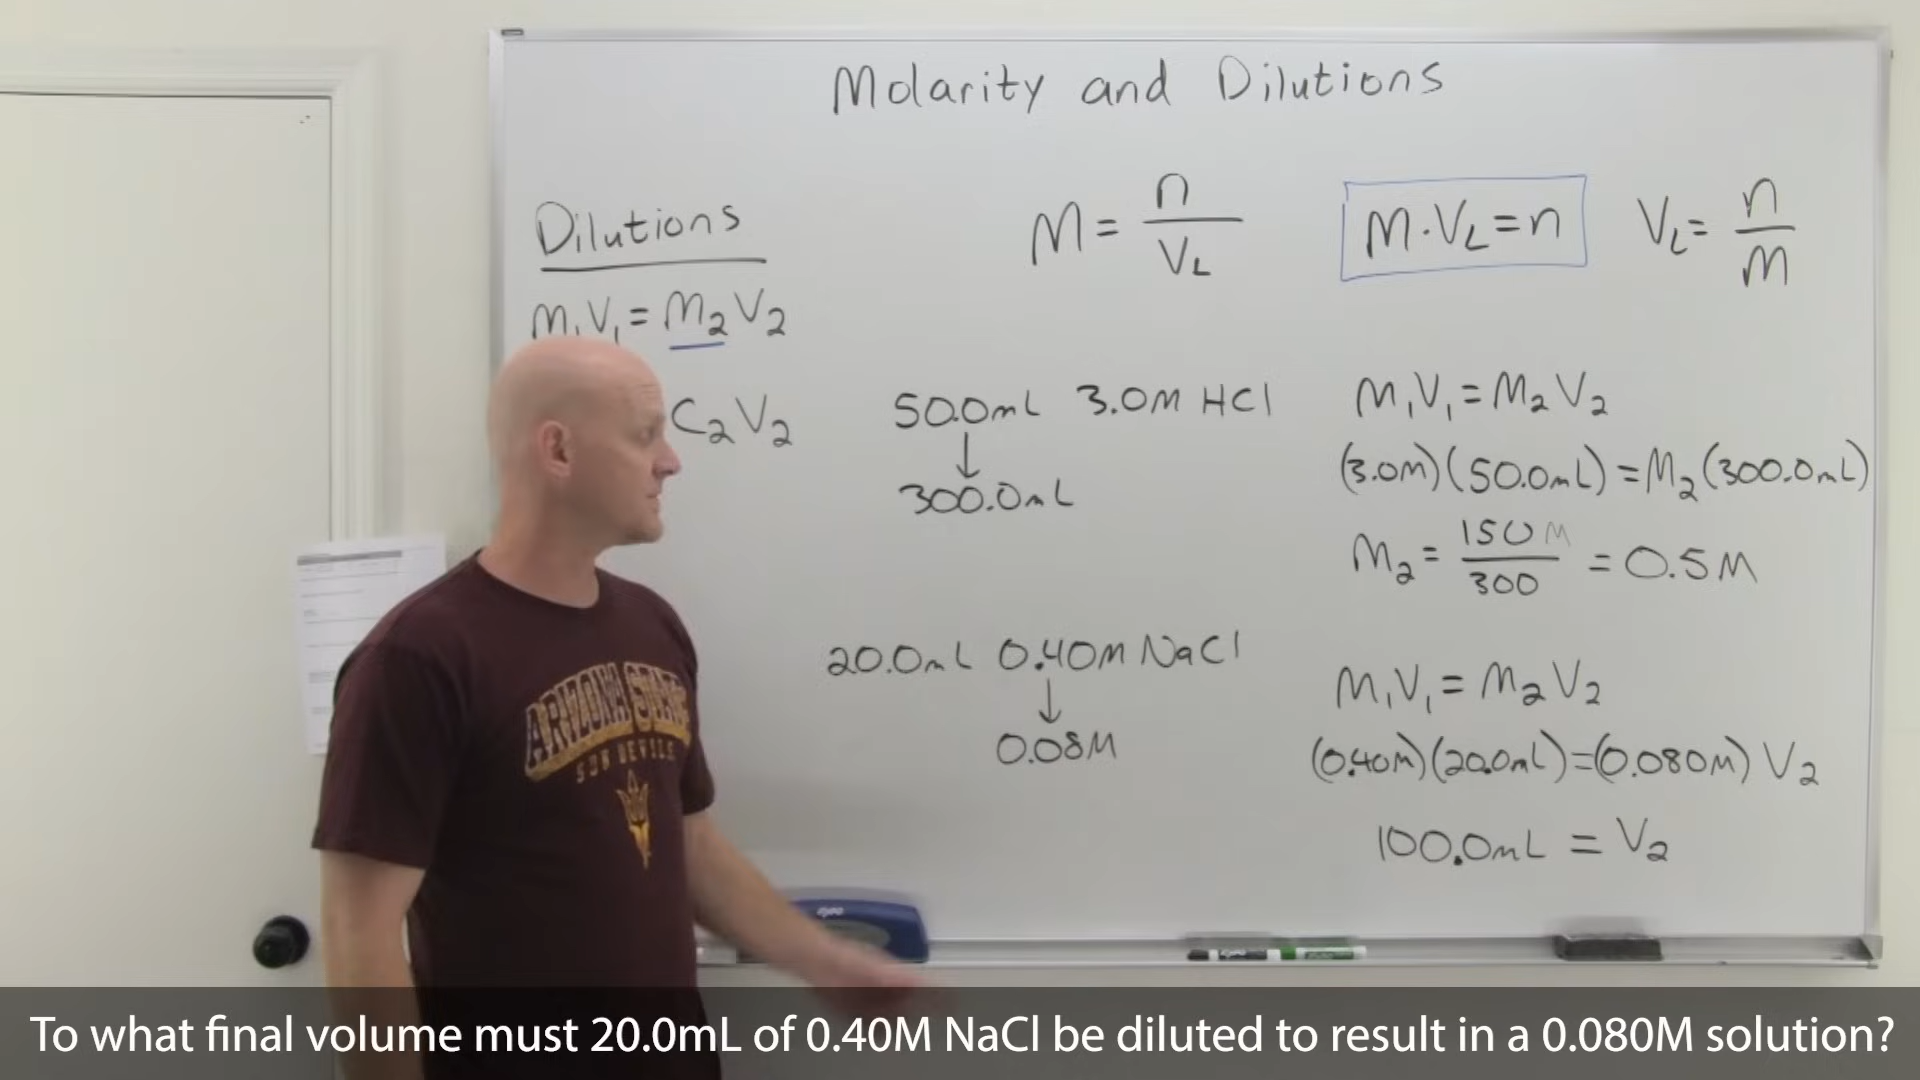 Molarity and Dilutions
Dilutions
M₁V₁ = M₂V₂
C₂V₂
M = n / V_L
M · V_L = n
V_L = n / M
50.0mL 3.0M HCl
↓
300.0mL
M₁V₁ = M₂V₂
(3.0M)(50.0mL) = M₂(300.0mL)
M₂ = 150 M / 300 = 0.5M
20.0mL 0.40M NaCl
↓
0.08M
M₁V₁ = M₂V₂
(0.40M)(20.0mL) = (0.080M) V₂
100.0mL = V₂
ARIZONA STATE
SUN DEVILS
EXPO
EXPO
To what final volume must 20.0mL of 0.40M NaCl be diluted to result in a 0.080M solution?